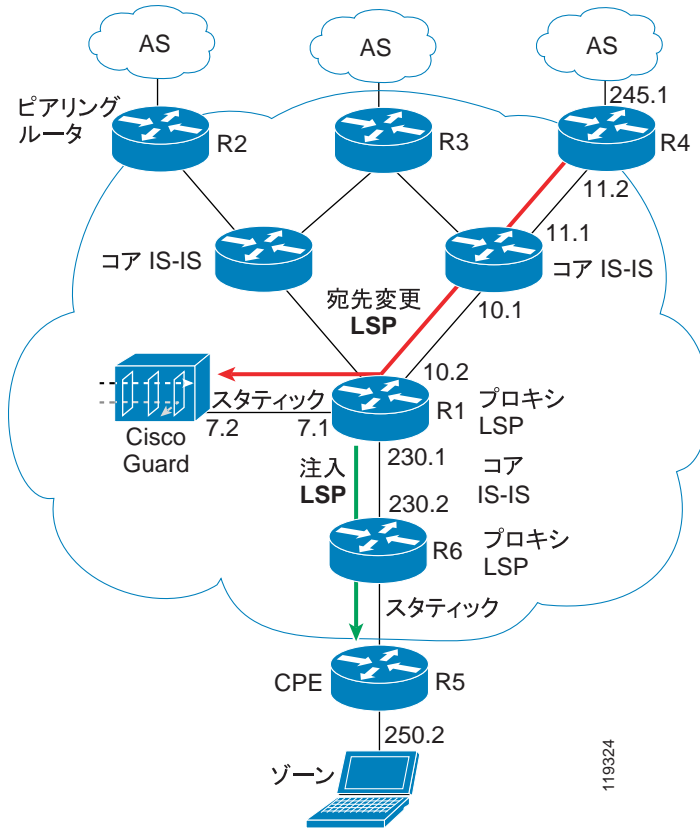 AS
AS
AS
ピアリング
ルータ
R2
R3
245.1
R4
11.2
11.1
コア IS-IS
コア IS-IS
宛先変更
LSP
10.1
10.2
スタティック
R1
プロキシ
LSP
7.2
7.1
Cisco
Guard
注入
LSP
230.1
コア
IS-IS
230.2
R6
プロキシ
LSP
スタティック
CPE
R5
250.2
ゾーン
119324